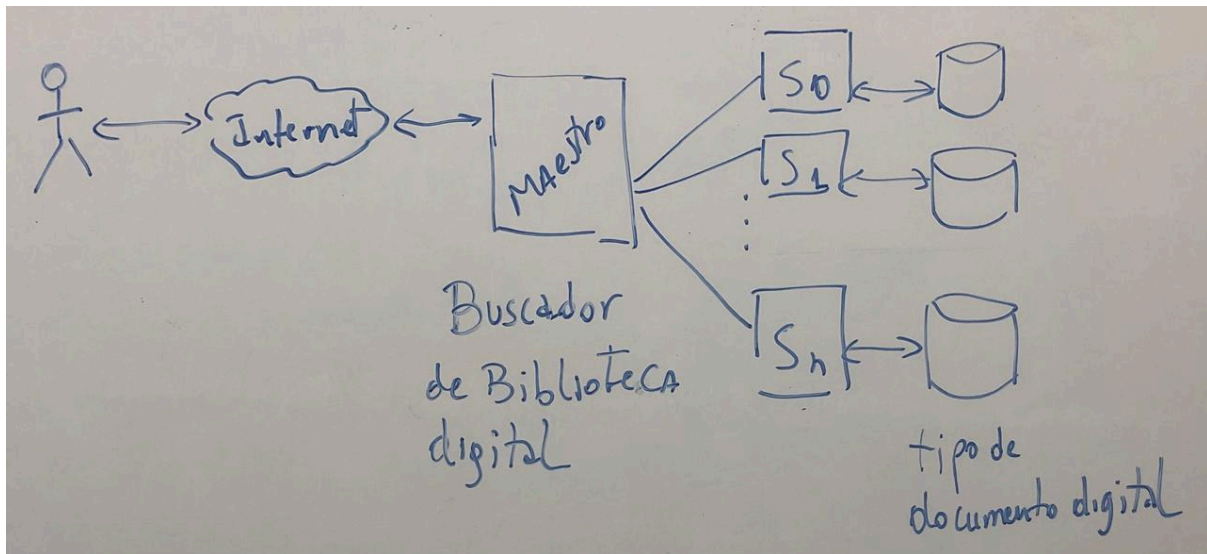 Internet
MAestro
S0
S1
Sn
Buscador
de BiblioTecA
digital
tipo de
documento digital